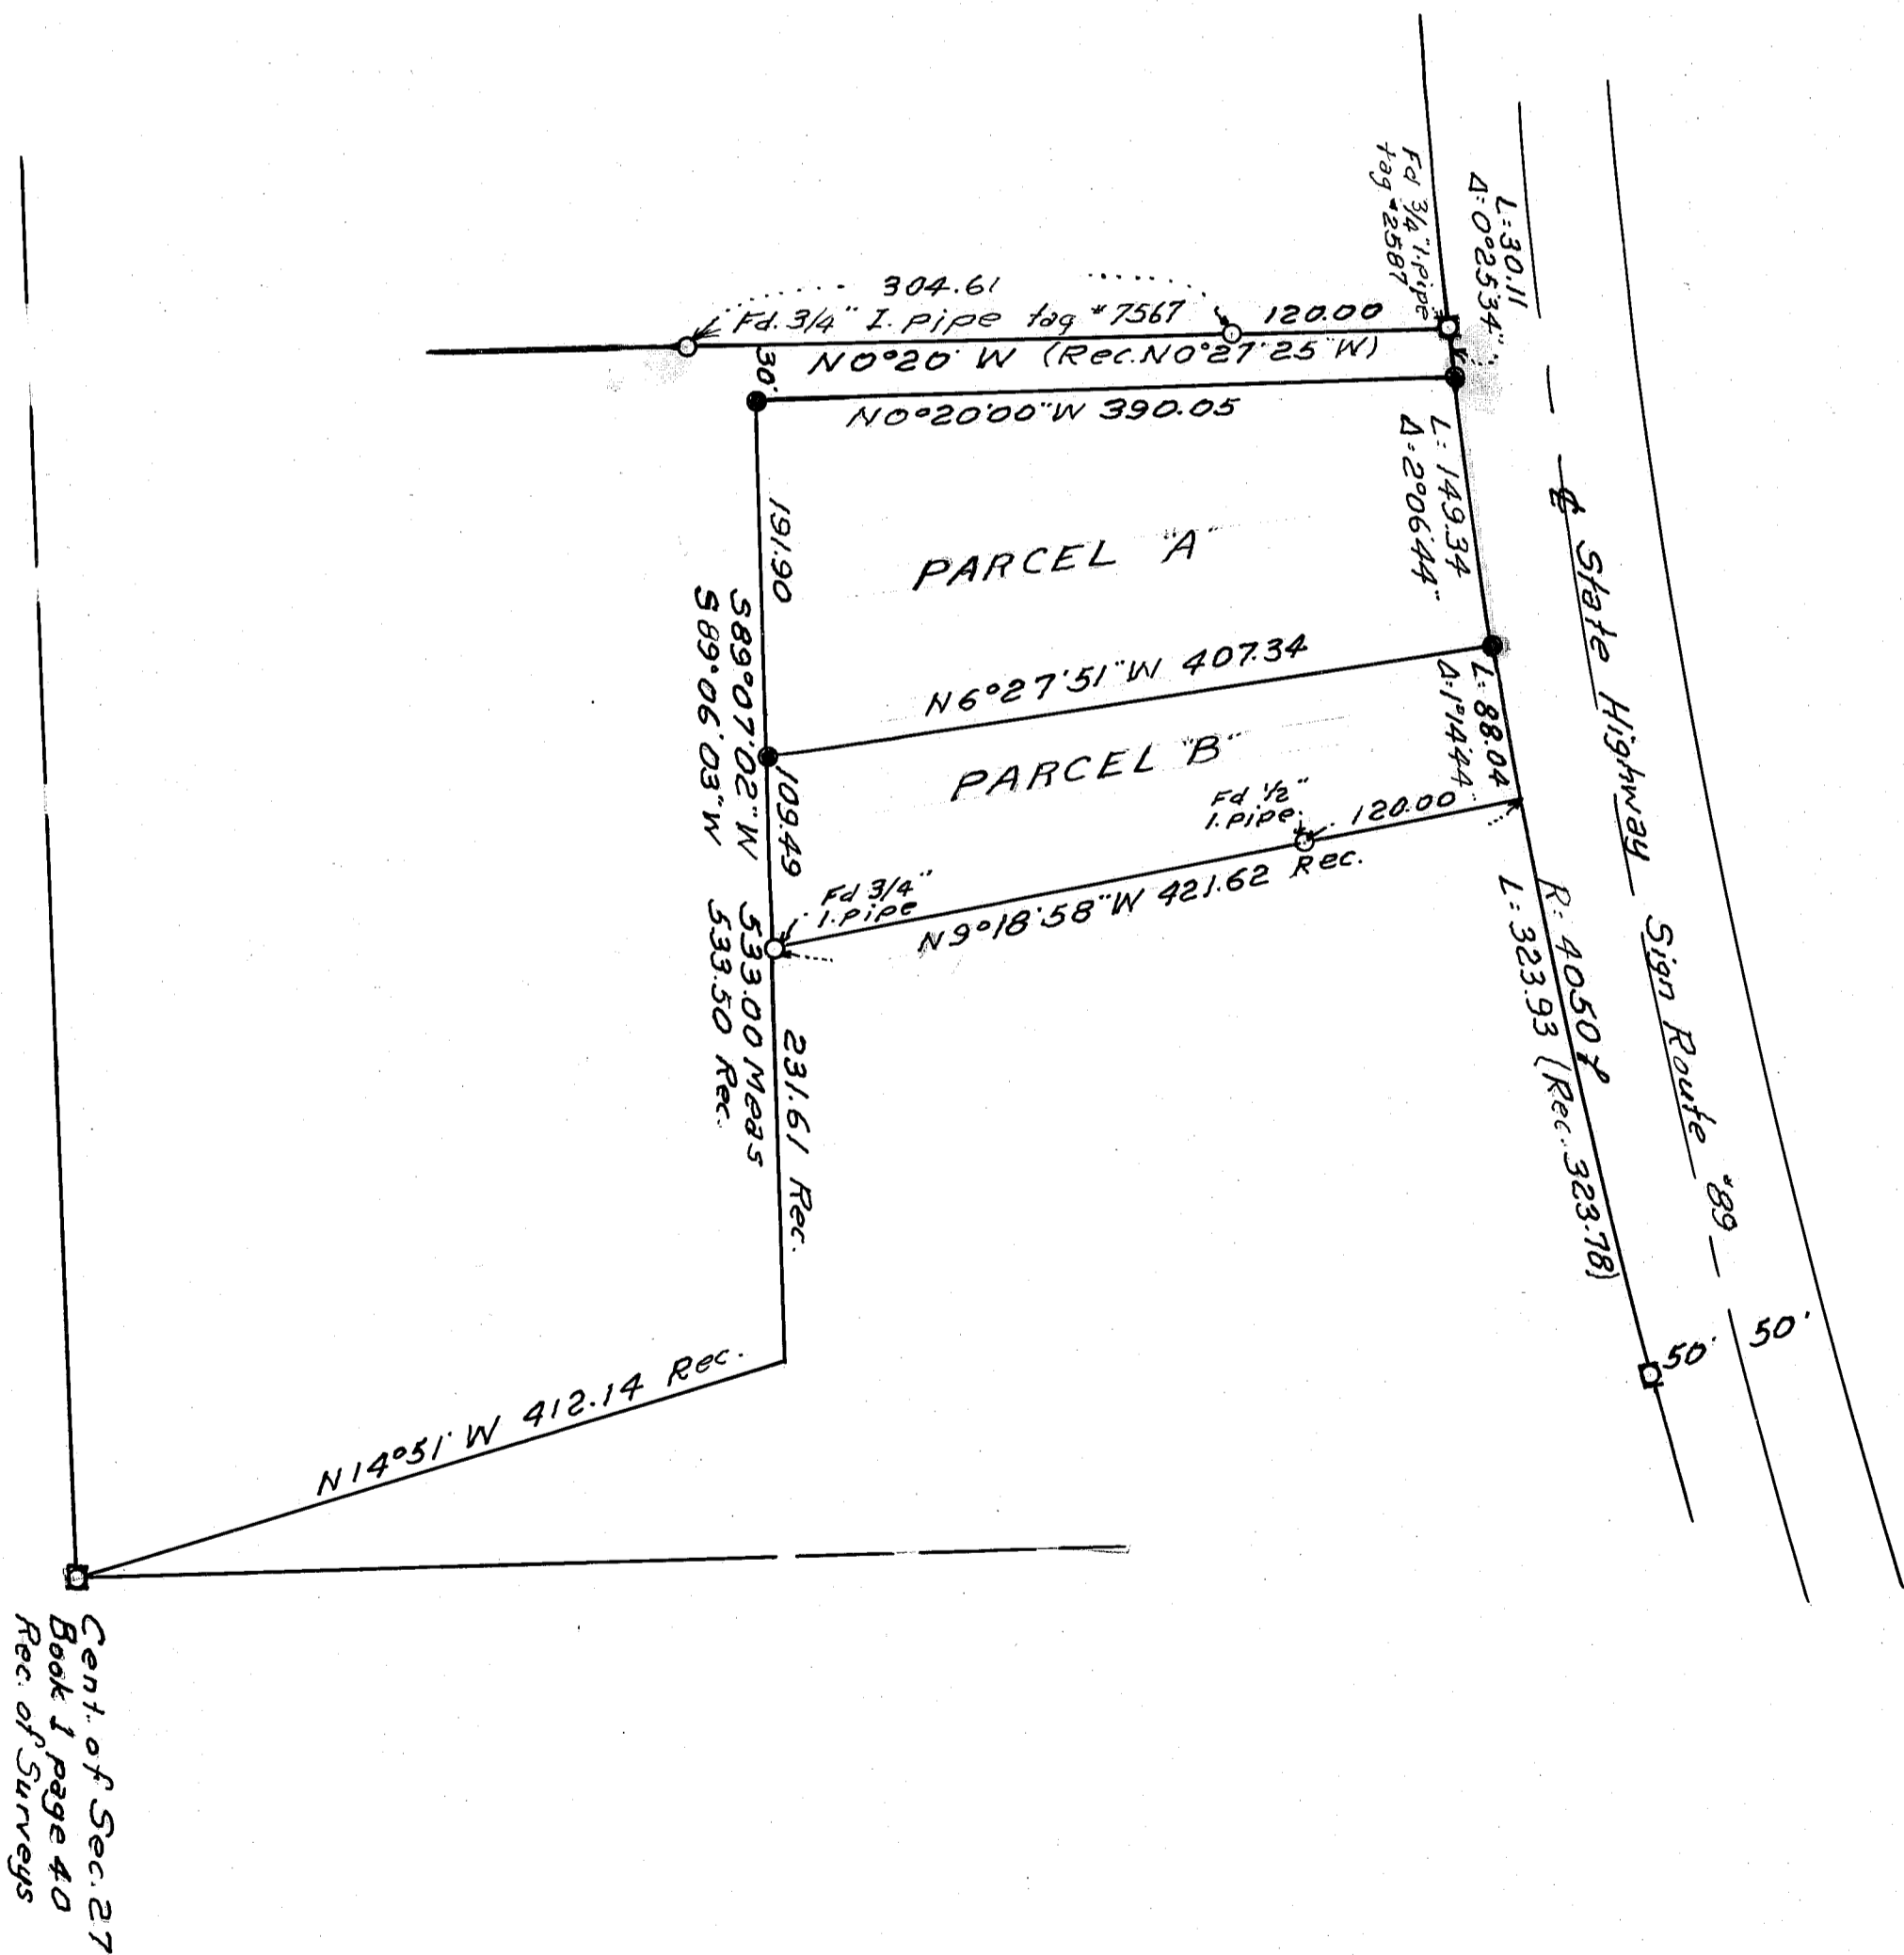 L=30.11
Δ=0°25'34"
Fd 3/4" I.pipe
tag #2587
304.61
Fd. 3/4" I. pipe tag #7567
120.00
N0°20' W (Rec. N0°27'25"W)
30'
N0°20'00"W 390.05
L=149.34
Δ=2°06'44"
PARCEL "A"
191.90
N6°27'51"W 407.34
L=88.04
Δ=1°14'44"
PARCEL "B"
109.49
S89°07'02"W 533.00 Meas
S89°06'03"W 533.50 Rec.
Fd 1/2"
I.pipe.
120.00
Fd 3/4"
I.pipe
N9°18'58"W 421.62 Rec.
231.61 Rec.
R=4050 ft
L=323.93 (Rec. 323.78)
℄ State Highway Sign Route #89
50' 50'
N14°51' W 412.14 Rec.
Cent. of Sec. 27
Book 1 page 40
Rec. of Surveys